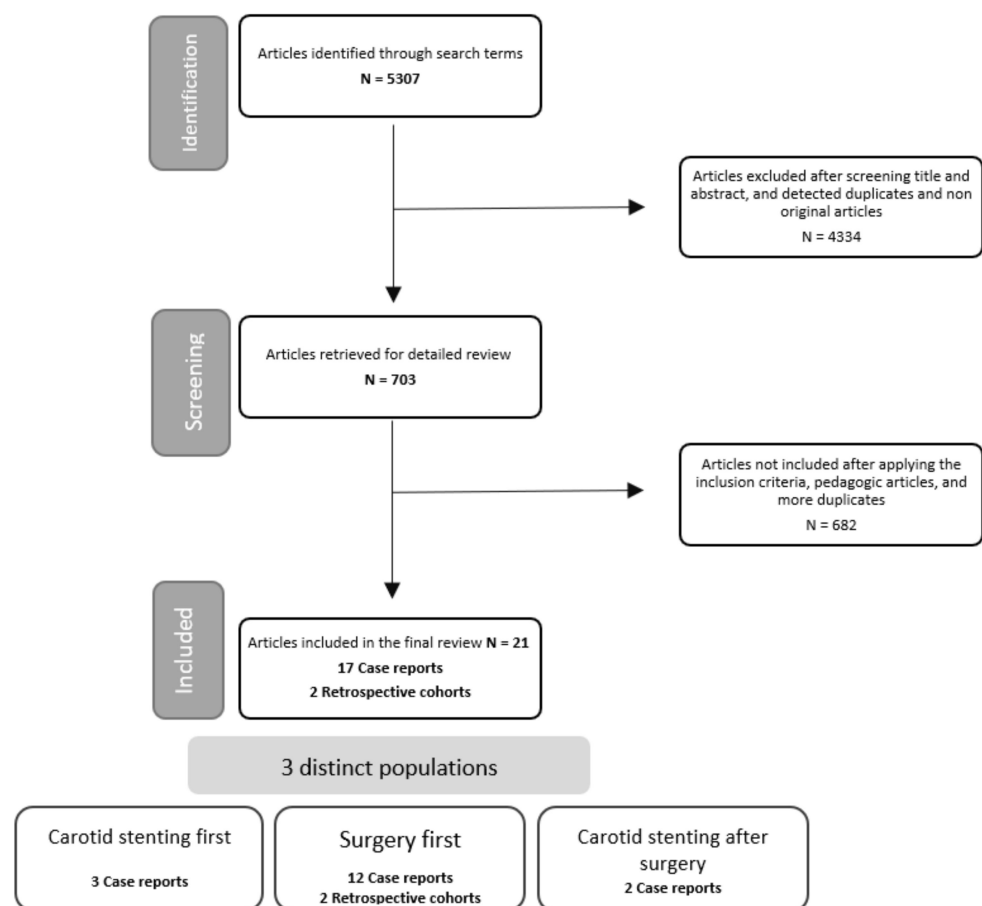 Identification
Articles identified through search terms
N = 5307
Articles excluded after screening title and
abstract, and detected duplicates and non
original articles
N = 4334
Screening
Articles retrieved for detailed review
N = 703
Articles not included after applying the
inclusion criteria, pedagogic articles, and
more duplicates
N = 682
Included
Articles included in the final review N = 21
17 Case reports
2 Retrospective cohorts
3 distinct populations
Carotid stenting first
3 Case reports
Surgery first
12 Case reports
2 Retrospective cohorts
Carotid stenting after
surgery
2 Case reports